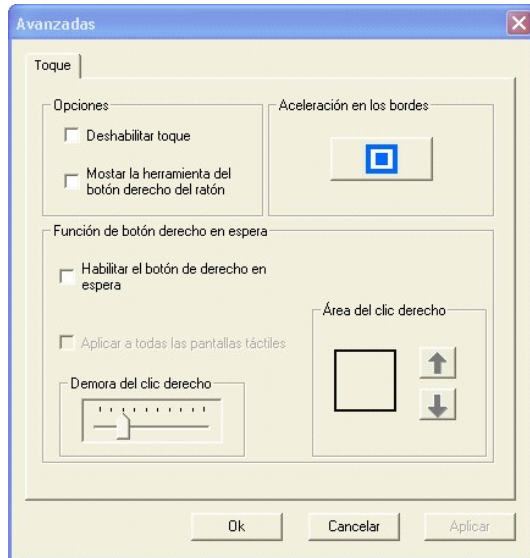 Avanzadas
Toque
Opciones
Deshabilitar toque
Mostar la herramienta del
botón derecho del ratón
Aceleración en los bordes
Función de botón derecho en espera
Habilitar el botón de derecho en
espera
Aplicar a todas las pantallas táctiles
Demora del clic derecho
Área del clic derecho
Ok
Cancelar
Aplicar